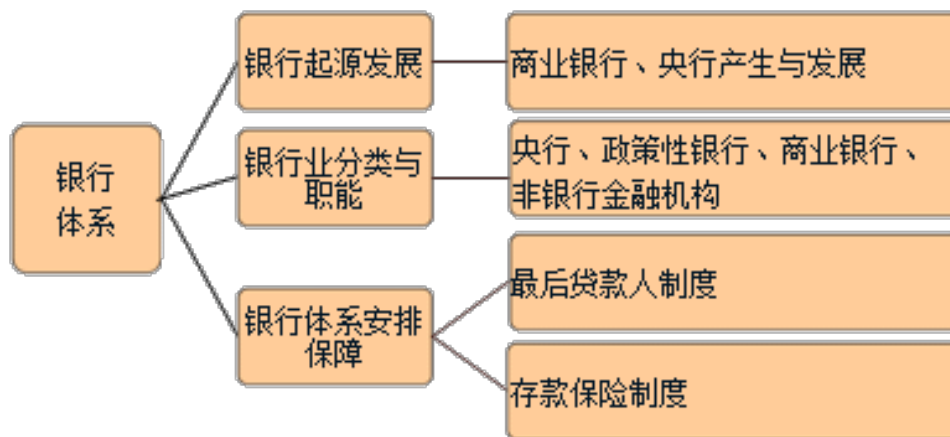 银行
体系
银行起源发展
商业银行、央行产生与发展
银行业分类与
职能
央行、政策性银行、商业银行、
非银行金融机构
银行体系安排
保障
最后贷款人制度
存款保险制度